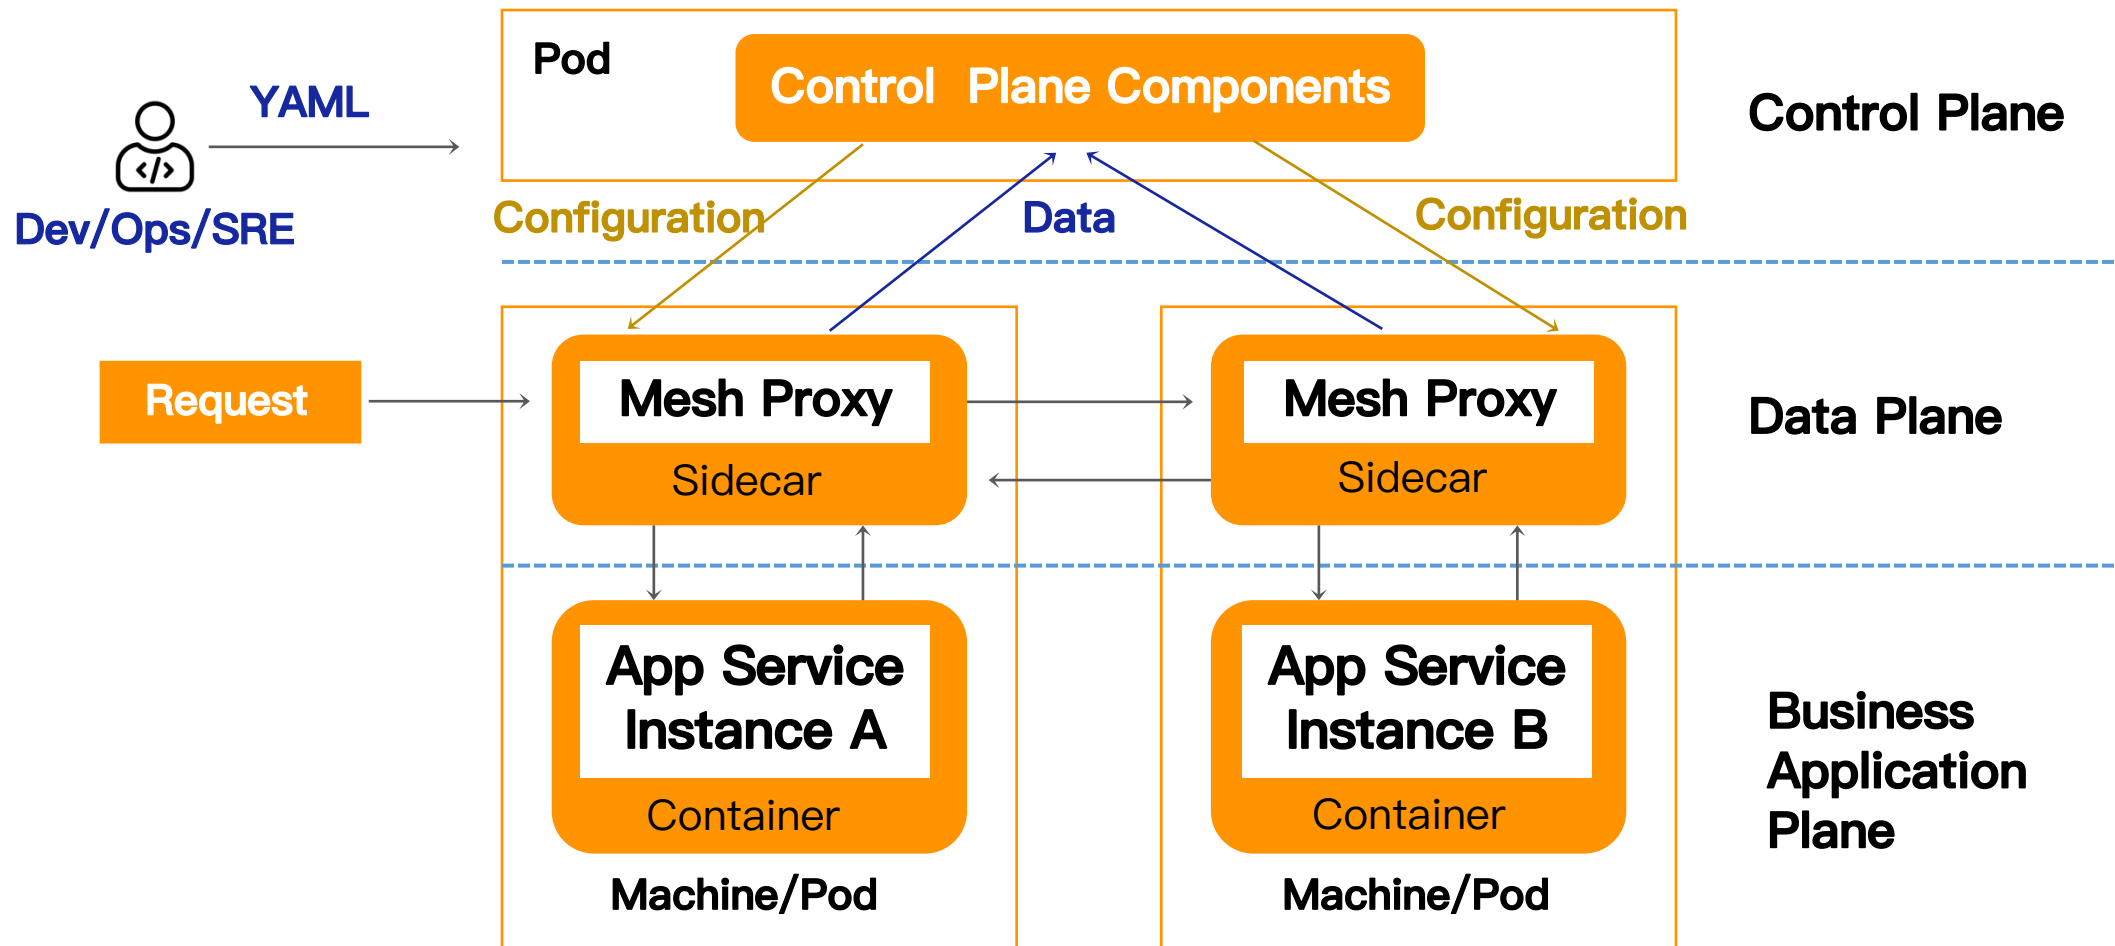 Pod
Control Plane Components
Control Plane
YAML
</>
Dev/Ops/SRE
Configuration
Data
Configuration
Request
Mesh Proxy
Sidecar
Mesh Proxy
Sidecar
Data Plane
App Service
Instance A
Container
Machine/Pod
App Service
Instance B
Container
Machine/Pod
Business
Application
Plane